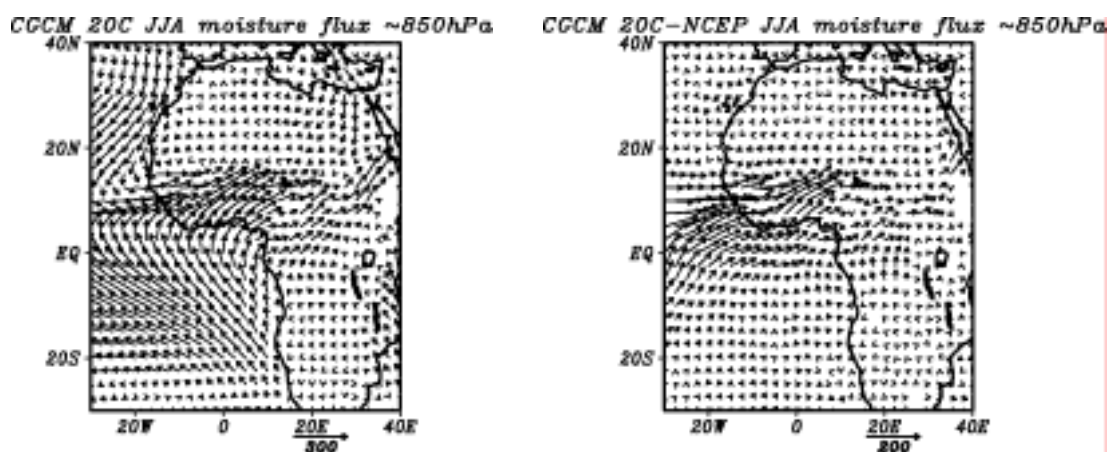 CGCM 20C JJA moisture flux ~850hPa
40N
20N
EQ
20S
20W 0 20E 40E
300
CGCM 20C-NCEP JJA moisture flux ~850hPa
40N
20N
EQ
20S
20W 0 20E 40E
200